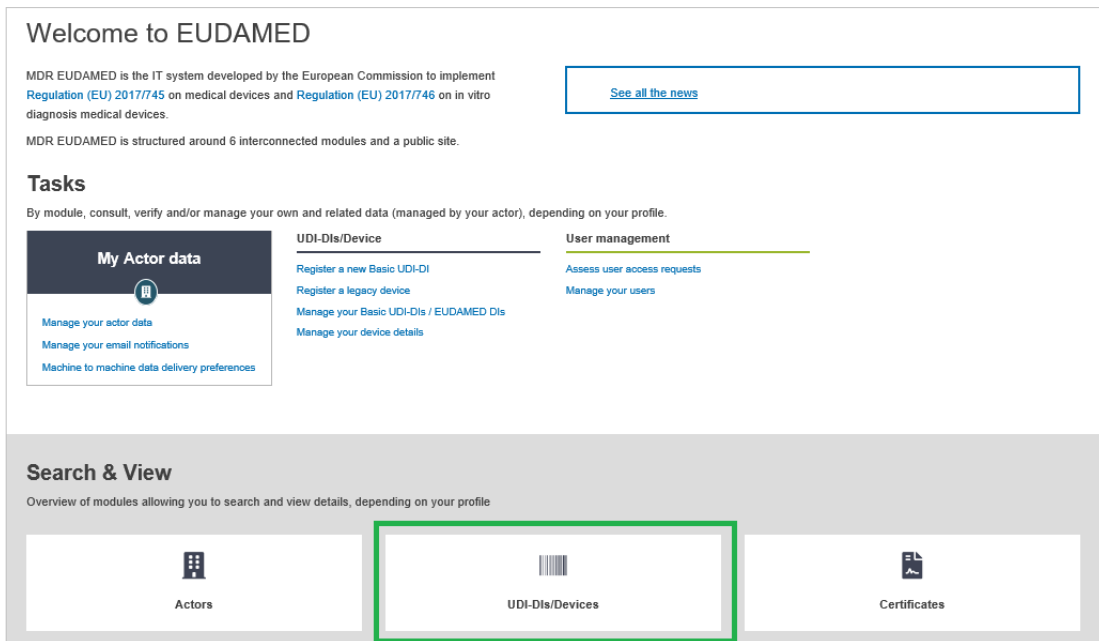 Welcome to EUDAMED
MDR EUDAMED is the IT system developed by the European Commission to implement
Regulation (EU) 2017/745 on medical devices and Regulation (EU) 2017/746 on in vitro
diagnosis medical devices.
MDR EUDAMED is structured around 6 interconnected modules and a public site.
See all the news
Tasks
By module, consult, verify and/or manage your own and related data (managed by your actor), depending on your profile.
My Actor data
Manage your actor data
Manage your email notifications
Machine to machine data delivery preferences
UDI-DIs/Device
Register a new Basic UDI-DI
Register a legacy device
Manage your Basic UDI-DIs / EUDAMED DIs
Manage your device details
User management
Assess user access requests
Manage your users
Search & View
Overview of modules allowing you to search and view details, depending on your profile
Actors
UDI-DIs/Devices
Certificates